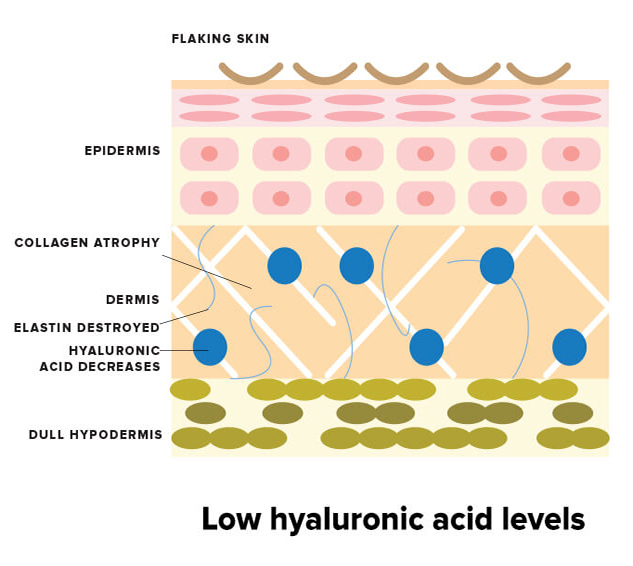 FLAKING SKIN
EPIDERMIS
COLLAGEN ATROPHY
DERMIS
ELASTIN DESTROYED
HYALURONIC
ACID DECREASES
DULL HYPODERMIS
Low hyaluronic acid levels